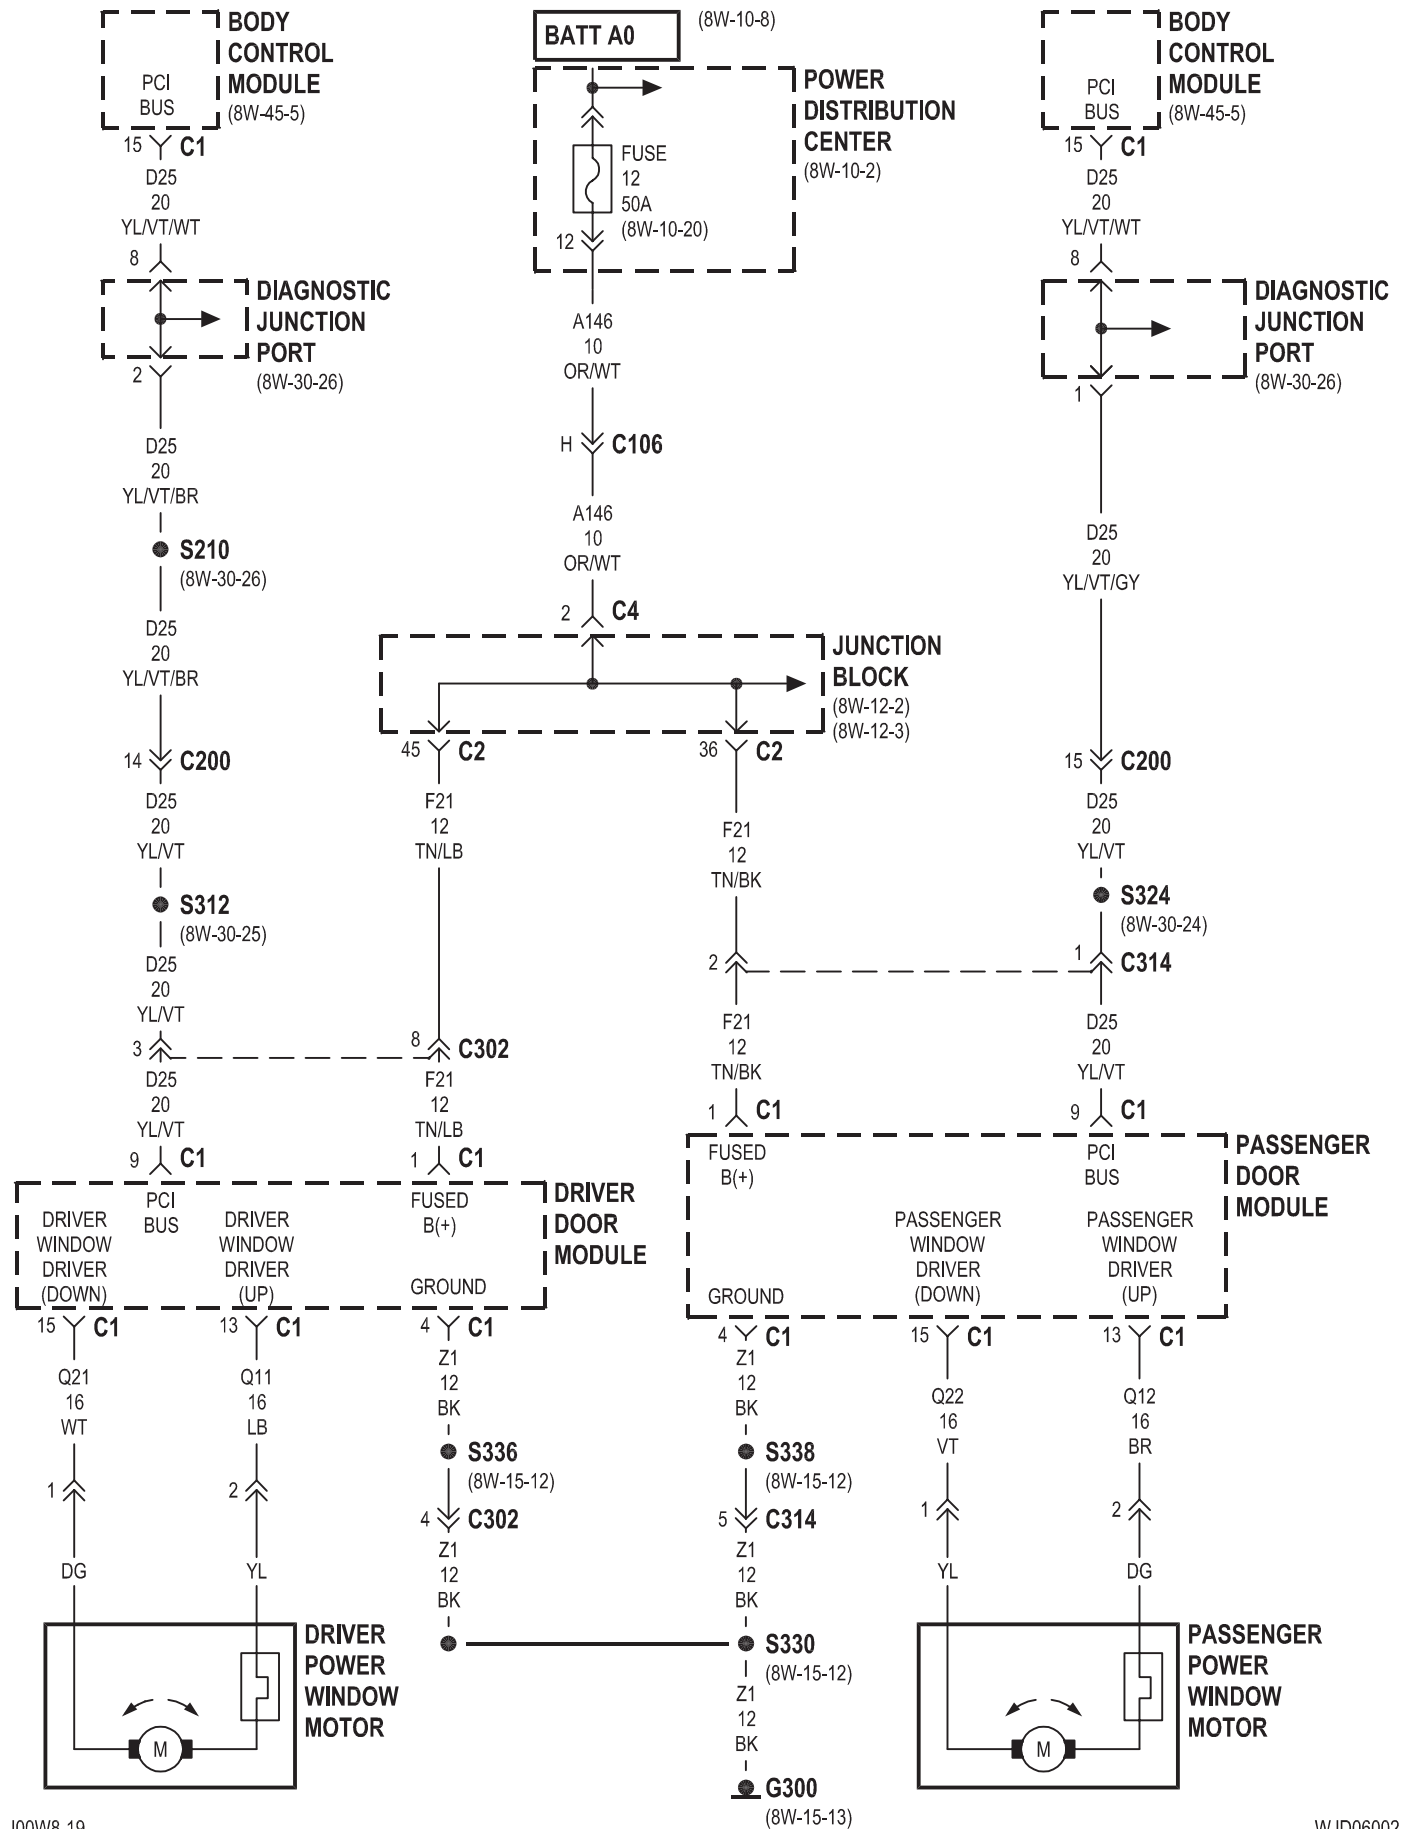 BODY
CONTROL
MODULE
(8W-45-5)
PCI
BUS
15
C1
D25
20
YL/VT/WT
8
DIAGNOSTIC
JUNCTION
PORT
(8W-30-26)
2
D25
20
YL/VT/BR
S210
(8W-30-26)
D25
20
YL/VT/BR
14
C200
D25
20
YL/VT
S312
(8W-30-25)
D25
20
YL/VT
3
D25
20
YL/VT
9
C1
BATT A0
(8W-10-8)
POWER
DISTRIBUTION
CENTER
(8W-10-2)
FUSE
12
50A
(8W-10-20)
12
A146
10
OR/WT
H
C106
A146
10
OR/WT
2
C4
JUNCTION
BLOCK
(8W-12-2)
(8W-12-3)
45
C2
F21
12
TN/LB
8
C302
F21
12
TN/LB
1
C1
36
C2
F21
12
TN/BK
2
F21
12
TN/BK
1
C1
BODY
CONTROL
MODULE
(8W-45-5)
PCI
BUS
15
C1
D25
20
YL/VT/WT
8
DIAGNOSTIC
JUNCTION
PORT
(8W-30-26)
1
D25
20
YL/VT/GY
15
C200
D25
20
YL/VT
S324
(8W-30-24)
1
C314
D25
20
YL/VT
9
C1
DRIVER
DOOR
MODULE
PCI
BUS
FUSED
B(+)
DRIVER
WINDOW
DRIVER
(DOWN)
DRIVER
WINDOW
DRIVER
(UP)
GROUND
15
C1
Q21
16
WT
1
DG
13
C1
Q11
16
LB
2
YL
4
C1
Z1
12
BK
S336
(8W-15-12)
4
C302
Z1
12
BK
DRIVER
POWER
WINDOW
MOTOR
M
PASSENGER
DOOR
MODULE
FUSED
B(+)
PCI
BUS
GROUND
PASSENGER
WINDOW
DRIVER
(DOWN)
PASSENGER
WINDOW
DRIVER
(UP)
4
C1
Z1
12
BK
S338
(8W-15-12)
5
C314
Z1
12
BK
S330
(8W-15-12)
Z1
12
BK
G300
(8W-15-13)
15
C1
Q22
16
VT
1
YL
13
C1
Q12
16
BR
2
DG
PASSENGER
POWER
WINDOW
MOTOR
M
J00W8-19
WJD06002